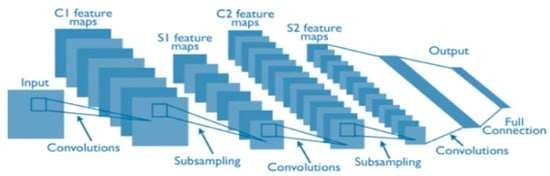 C1 feature
maps
S1 feature
maps
C2 feature
maps
S2 feature
maps
Output
Input
Convolutions
Subsampling
Convolutions
Subsampling
Convolutions
Full
Connection